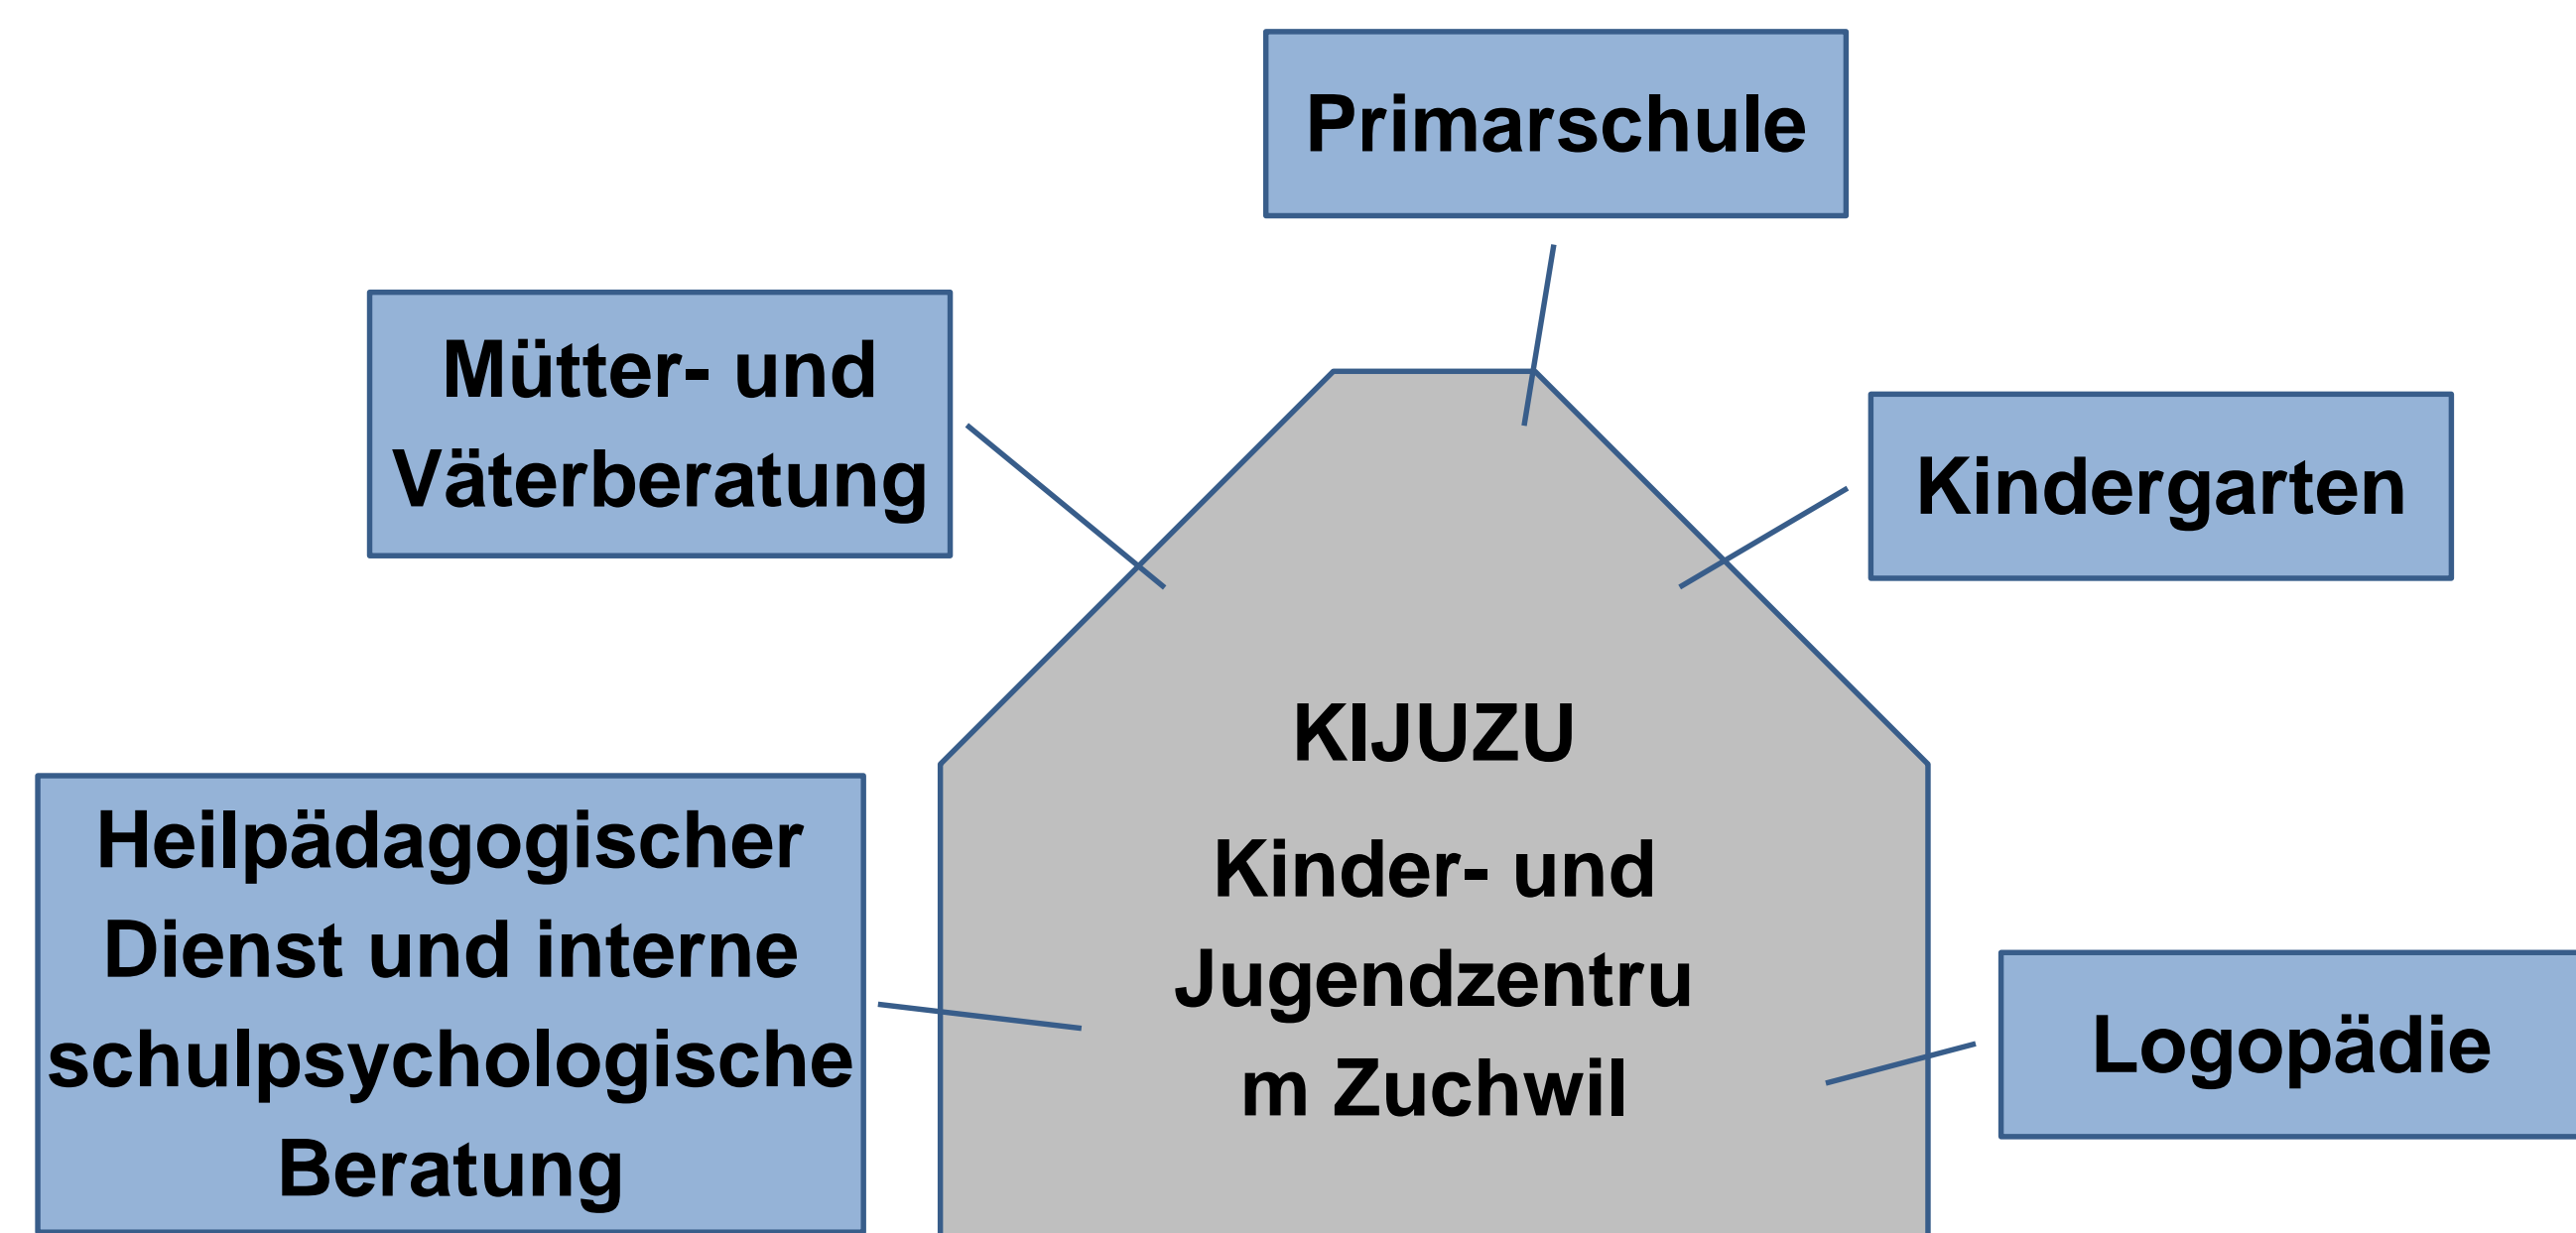 Primarschule
Mütter- und
Väterberatung
Kindergarten
KIJUZU
Kinder- und
Jugendzentru
m Zuchwil
Heilpädagogischer
Dienst und interne
schulpsychologische
Beratung
Logopädie